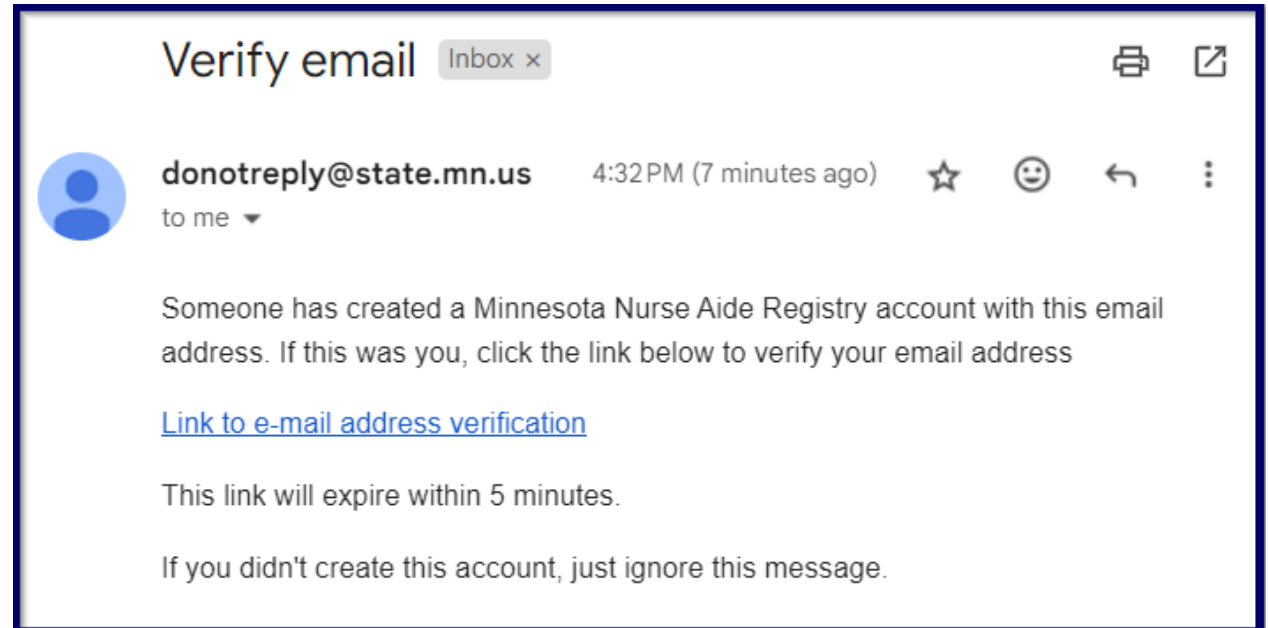 Verify email Inbox ×
donotreply@state.mn.us 4:32 PM (7 minutes ago)
to me
Someone has created a Minnesota Nurse Aide Registry account with this email
address. If this was you, click the link below to verify your email address
Link to e-mail address verification
This link will expire within 5 minutes.
If you didn't create this account, just ignore this message.